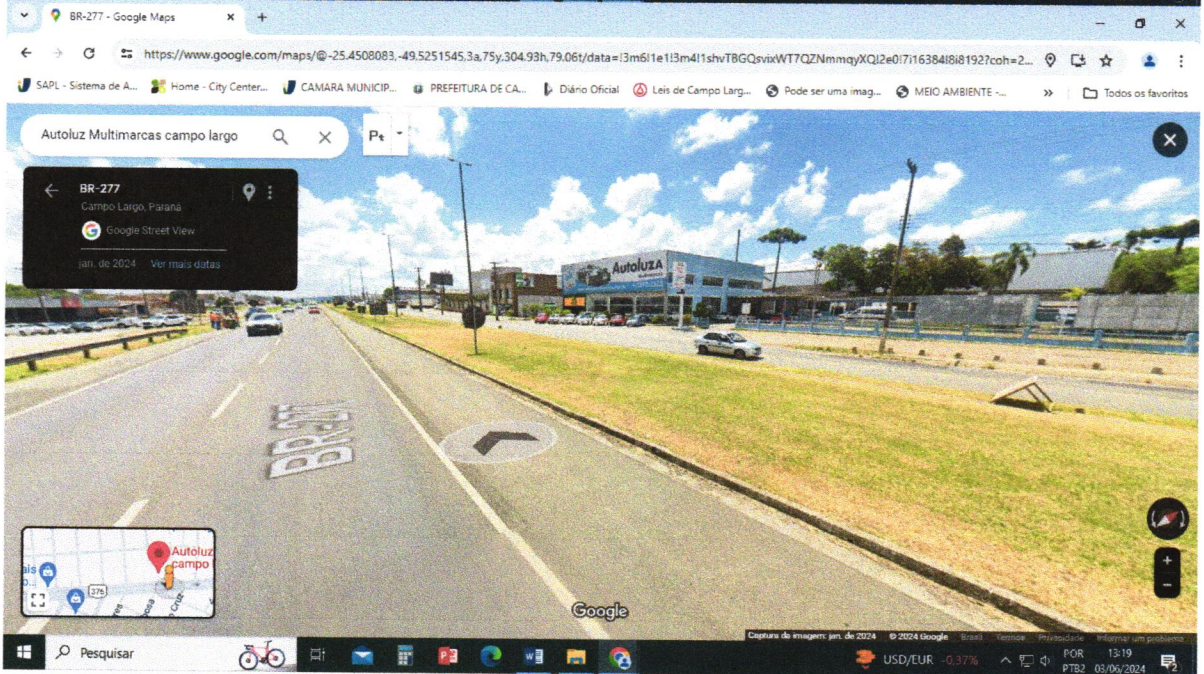 BR-277 - Google Maps
https://www.google.com/maps/@-25.4508083,-49.5251545,3a,75y,304.93h,79.06t/data=!3m6!1e1!3m4!1shvTBGQsvixWT7QZNmmqyXQ!2e0!7i16384!8i8192?coh=2...
SAPL - Sistema de A...
Home - City Center...
CAMARA MUNICIP...
PREFEITURA DE CA...
Diário Oficial
Leis de Campo Larg...
Pode ser uma imag...
MEIO AMBIENTE -...
Todos os favoritos
Autoluz Multimarcas campo largo
BR-277
Campo Largo, Paraná
Google Street View
jan. de 2024 Ver mais datas
AutoluzA
BR-277
Autoluz
campo l
376
Cruz
Google
Captura da imagem: jan. de 2024 © 2024 Google Brasil Termos Privacidade Informar um problema
Pesquisar
USD/EUR -0,37%
POR
PTB2
13:19
03/06/2024
2